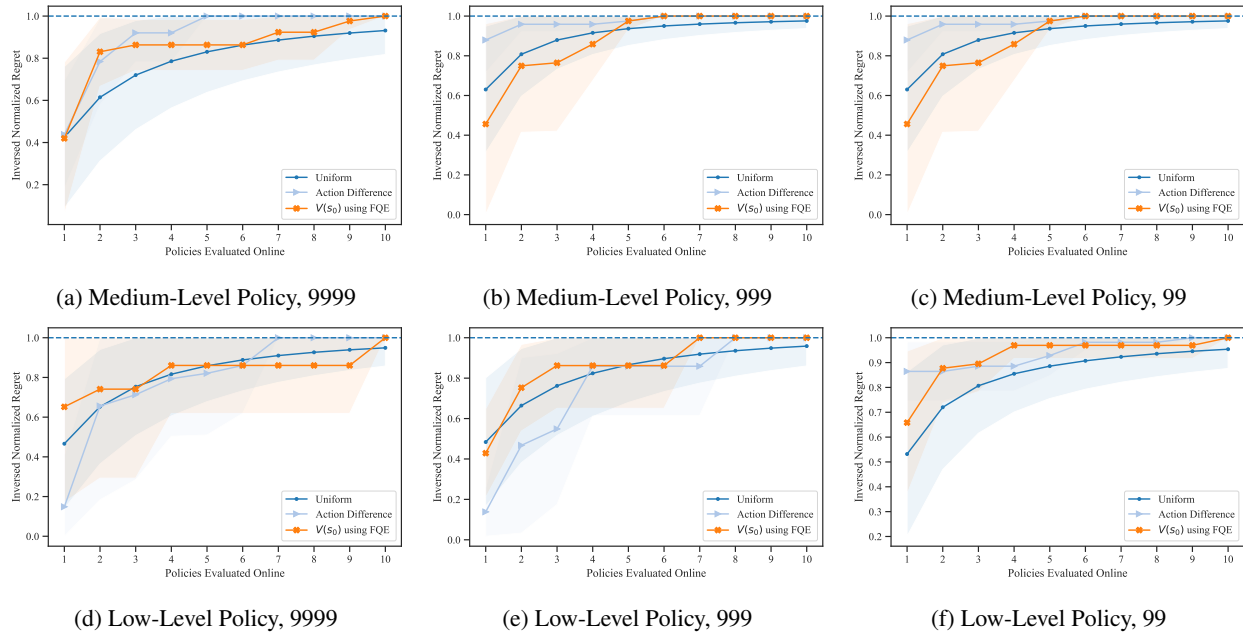 1.0
0.8
0.6
0.4
0.2
Inversed Normalized Regret
1 2 3 4 5 6 7 8 9 10
Policies Evaluated Online
Uniform
Action Difference
V(s₀) using FQE
(a) Medium-Level Policy, 9999
1.0
0.8
0.6
0.4
0.2
0.0
Inversed Normalized Regret
1 2 3 4 5 6 7 8 9 10
Policies Evaluated Online
Uniform
Action Difference
V(s₀) using FQE
(b) Medium-Level Policy, 999
1.0
0.8
0.6
0.4
0.2
0.0
Inversed Normalized Regret
1 2 3 4 5 6 7 8 9 10
Policies Evaluated Online
Uniform
Action Difference
V(s₀) using FQE
(c) Medium-Level Policy, 99
1.0
0.8
0.6
0.4
0.2
0.0
Inversed Normalized Regret
1 2 3 4 5 6 7 8 9 10
Policies Evaluated Online
Uniform
Action Difference
V(s₀) using FQE
(d) Low-Level Policy, 9999
1.0
0.8
0.6
0.4
0.2
0.0
Inversed Normalized Regret
1 2 3 4 5 6 7 8 9 10
Policies Evaluated Online
Uniform
Action Difference
V(s₀) using FQE
(e) Low-Level Policy, 999
1.0
0.9
0.8
0.7
0.6
0.5
0.4
0.3
0.2
Inversed Normalized Regret
1 2 3 4 5 6 7 8 9 10
Policies Evaluated Online
Uniform
Action Difference
V(s₀) using FQE
(f) Low-Level Policy, 99